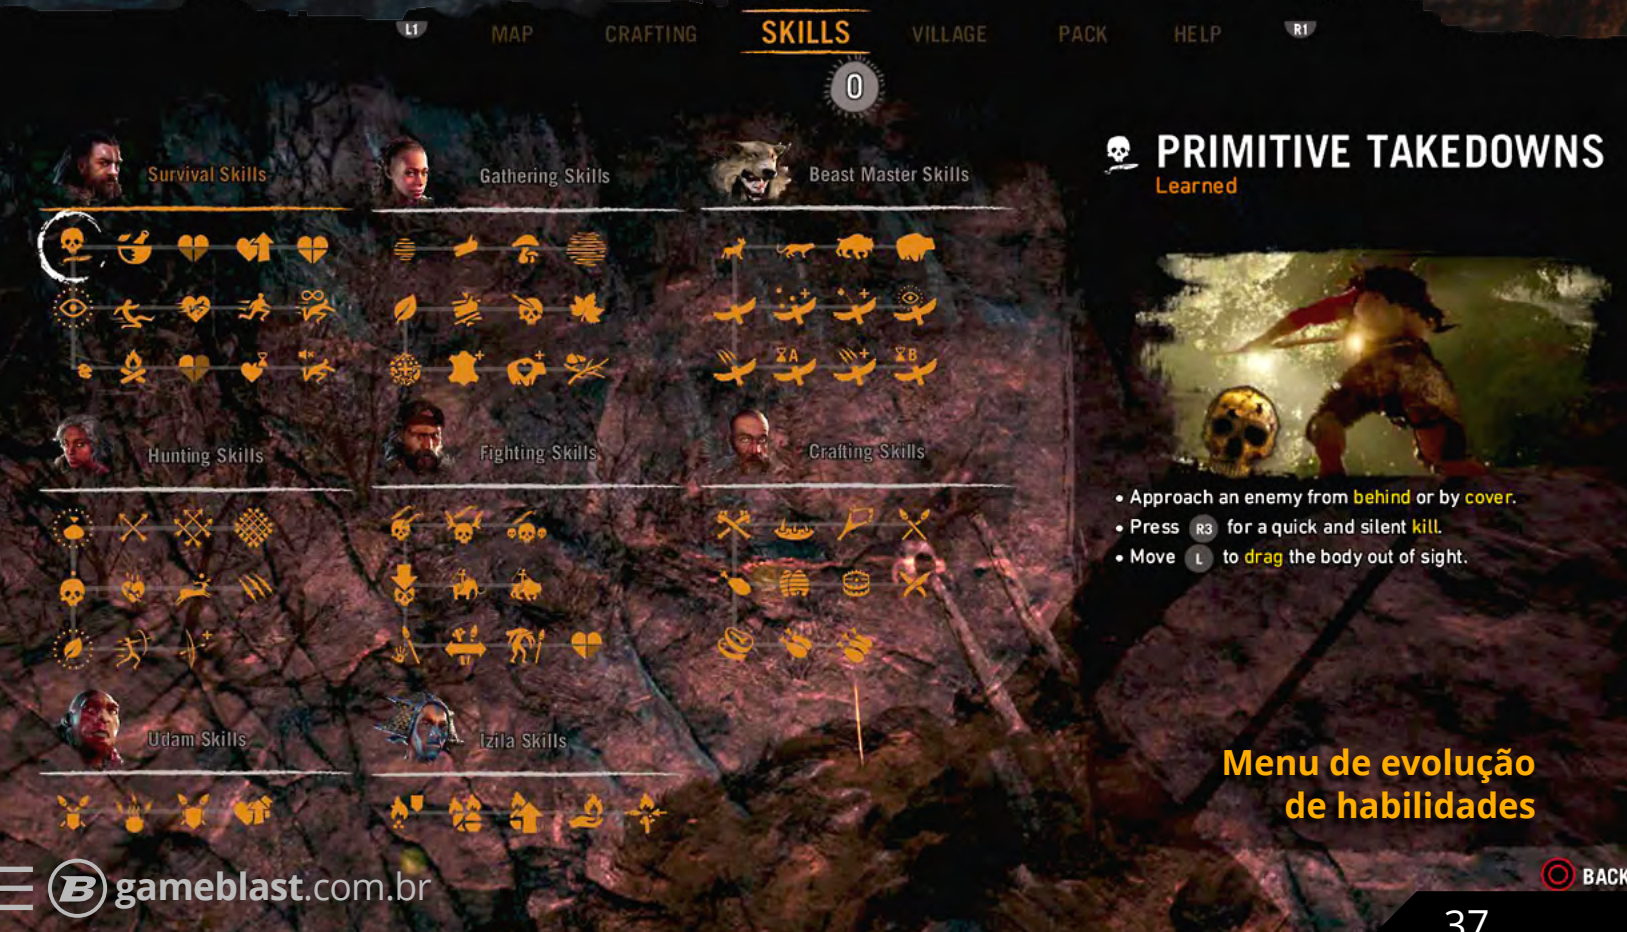 L1 MAP CRAFTING SKILLS VILLAGE PACK HELP R1
0
Survival Skills
Gathering Skills
Beast Master Skills
A
B
Hunting Skills
Fighting Skills
Crafting Skills
Udam Skills
Izila Skills
PRIMITIVE TAKEDOWNS
Learned
• Approach an enemy from behind or by cover.
• Press R3 for a quick and silent kill.
• Move L to drag the body out of sight.
Menu de evolução
de habilidades
BACK
B gameblast.com.br
37